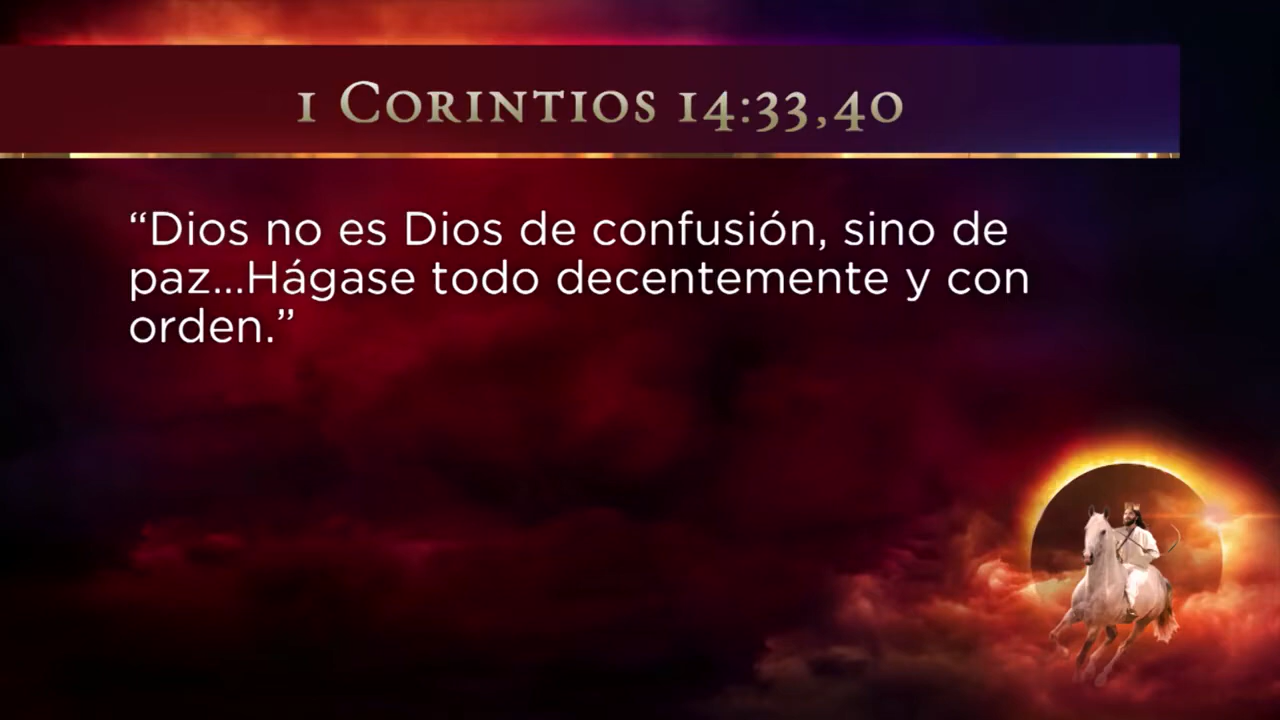 1 Corintios 14:33,40
“Dios no es Dios de confusión, sino de
paz...Hágase todo decentemente y con
orden.”